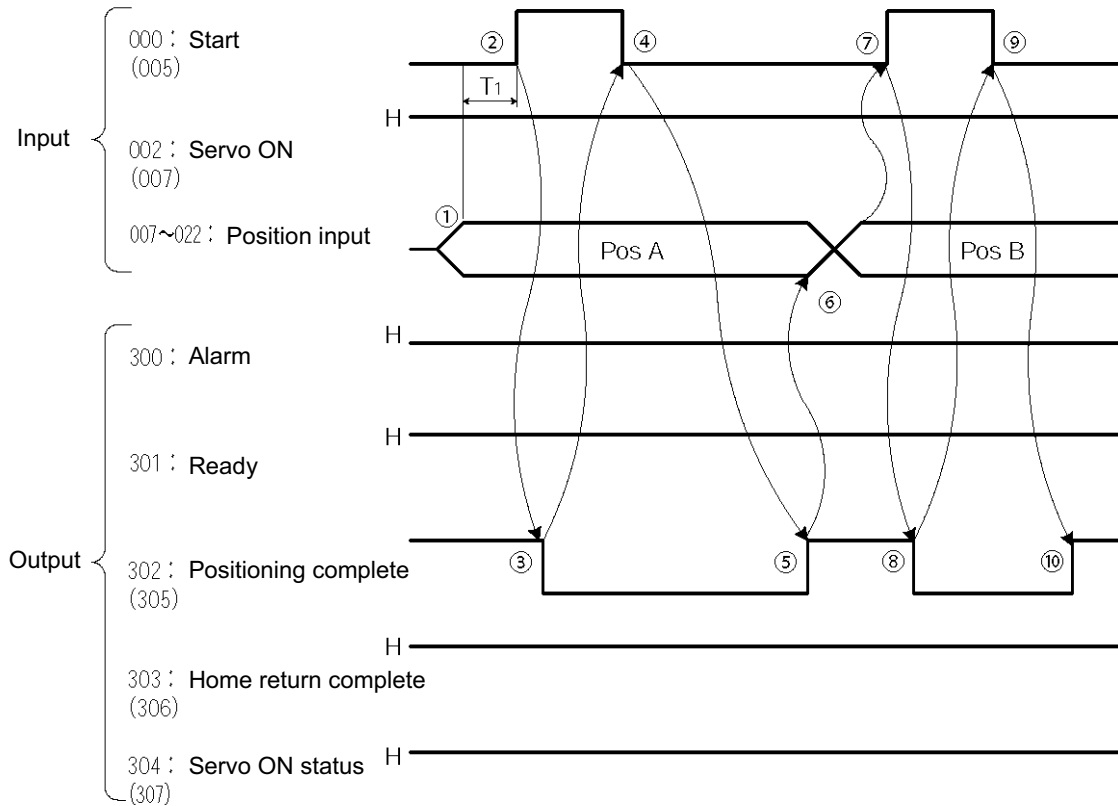 000: Start
(005)
Input
002: Servo ON
(007)
007~022: Position input
② ④ ⑦ ⑨
T1
H
① Pos A ⑥ Pos B
Output
300: Alarm
H
301: Ready
H
302: Positioning complete
(305)
③ ⑤ ⑧ ⑩
303: Home return complete
(306)
H
304: Servo ON status
(307)
H